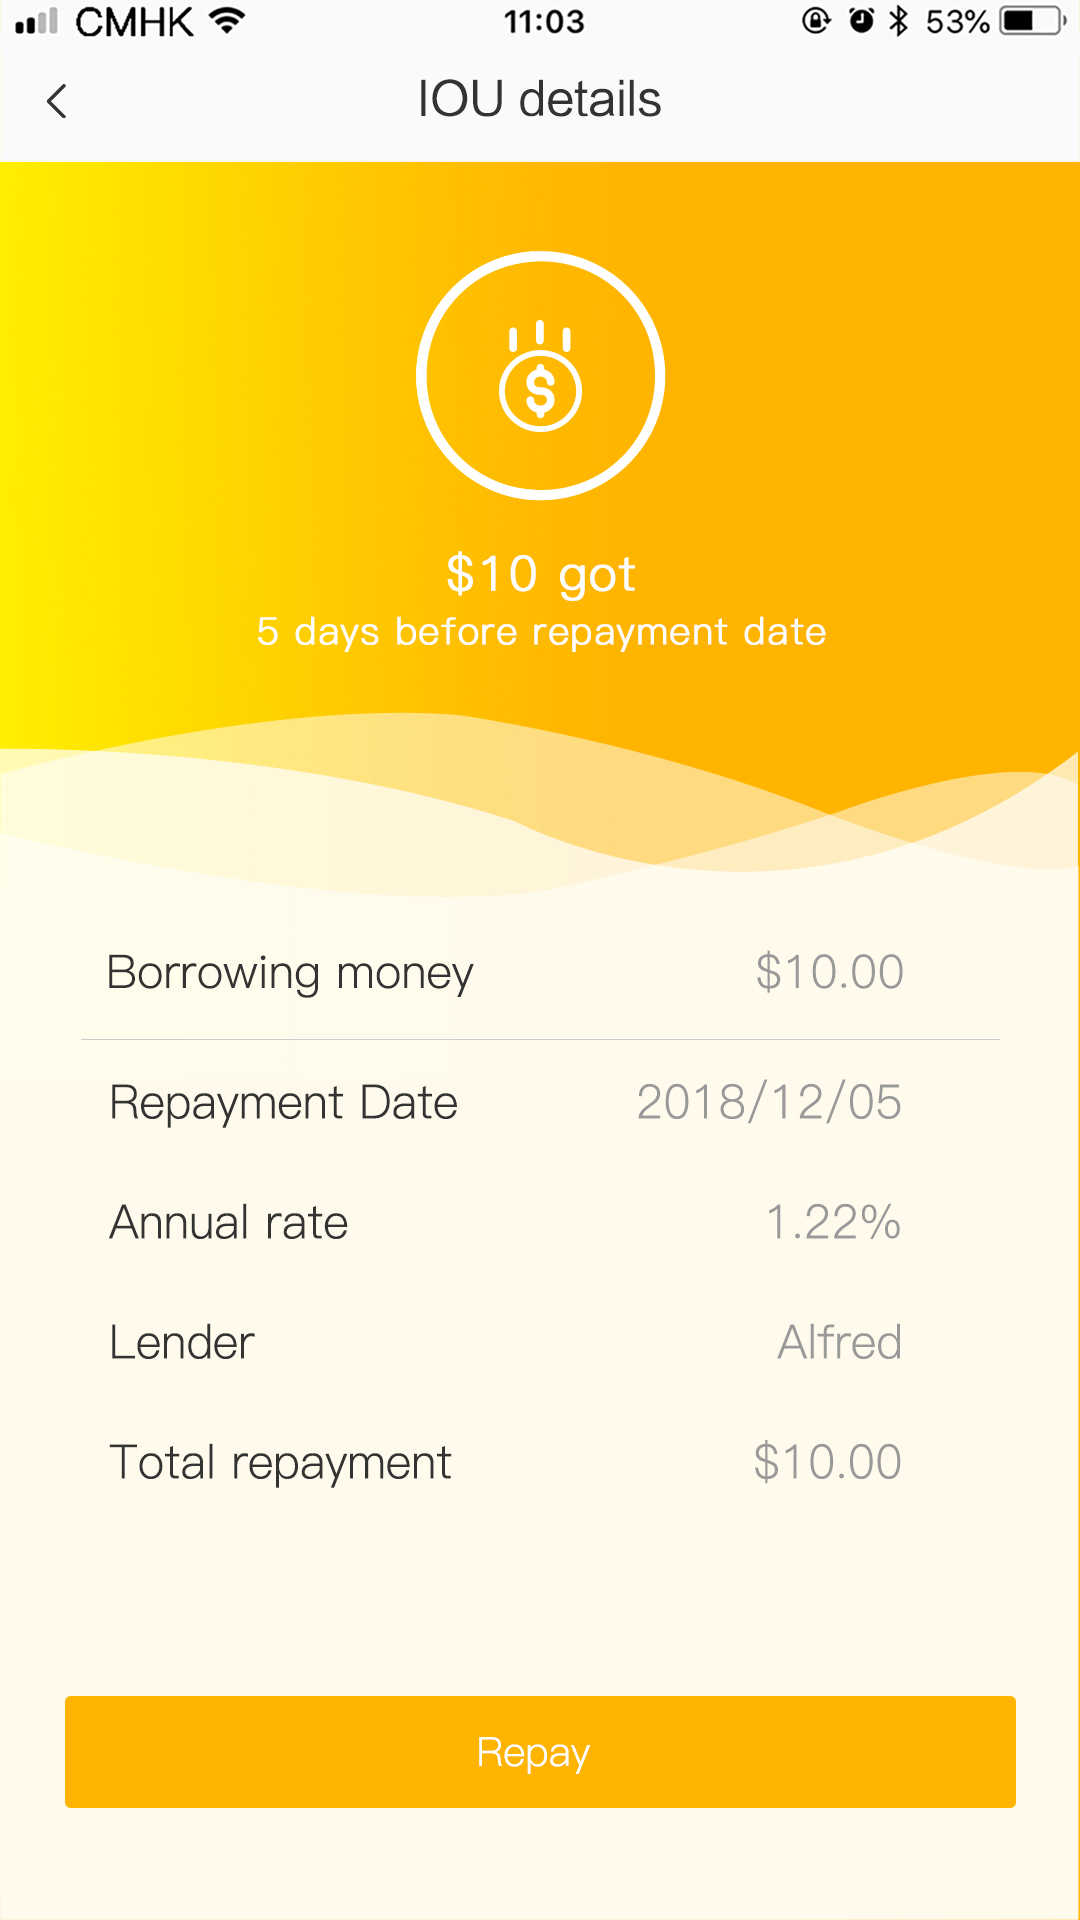 CMHK 11:03 53%
IOU details
$
$10 got
5 days before repayment date
Borrowing money $10.00
Repayment Date 2018/12/05
Annual rate 1.22%
Lender Alfred
Total repayment $10.00
Repay